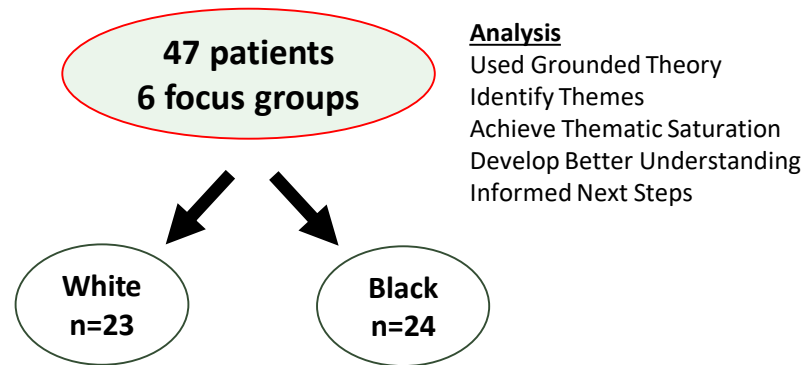 47 patients
6 focus groups
Analysis
Used Grounded Theory
Identify Themes
Achieve Thematic Saturation
Develop Better Understanding
Informed Next Steps
White
n=23
Black
n=24